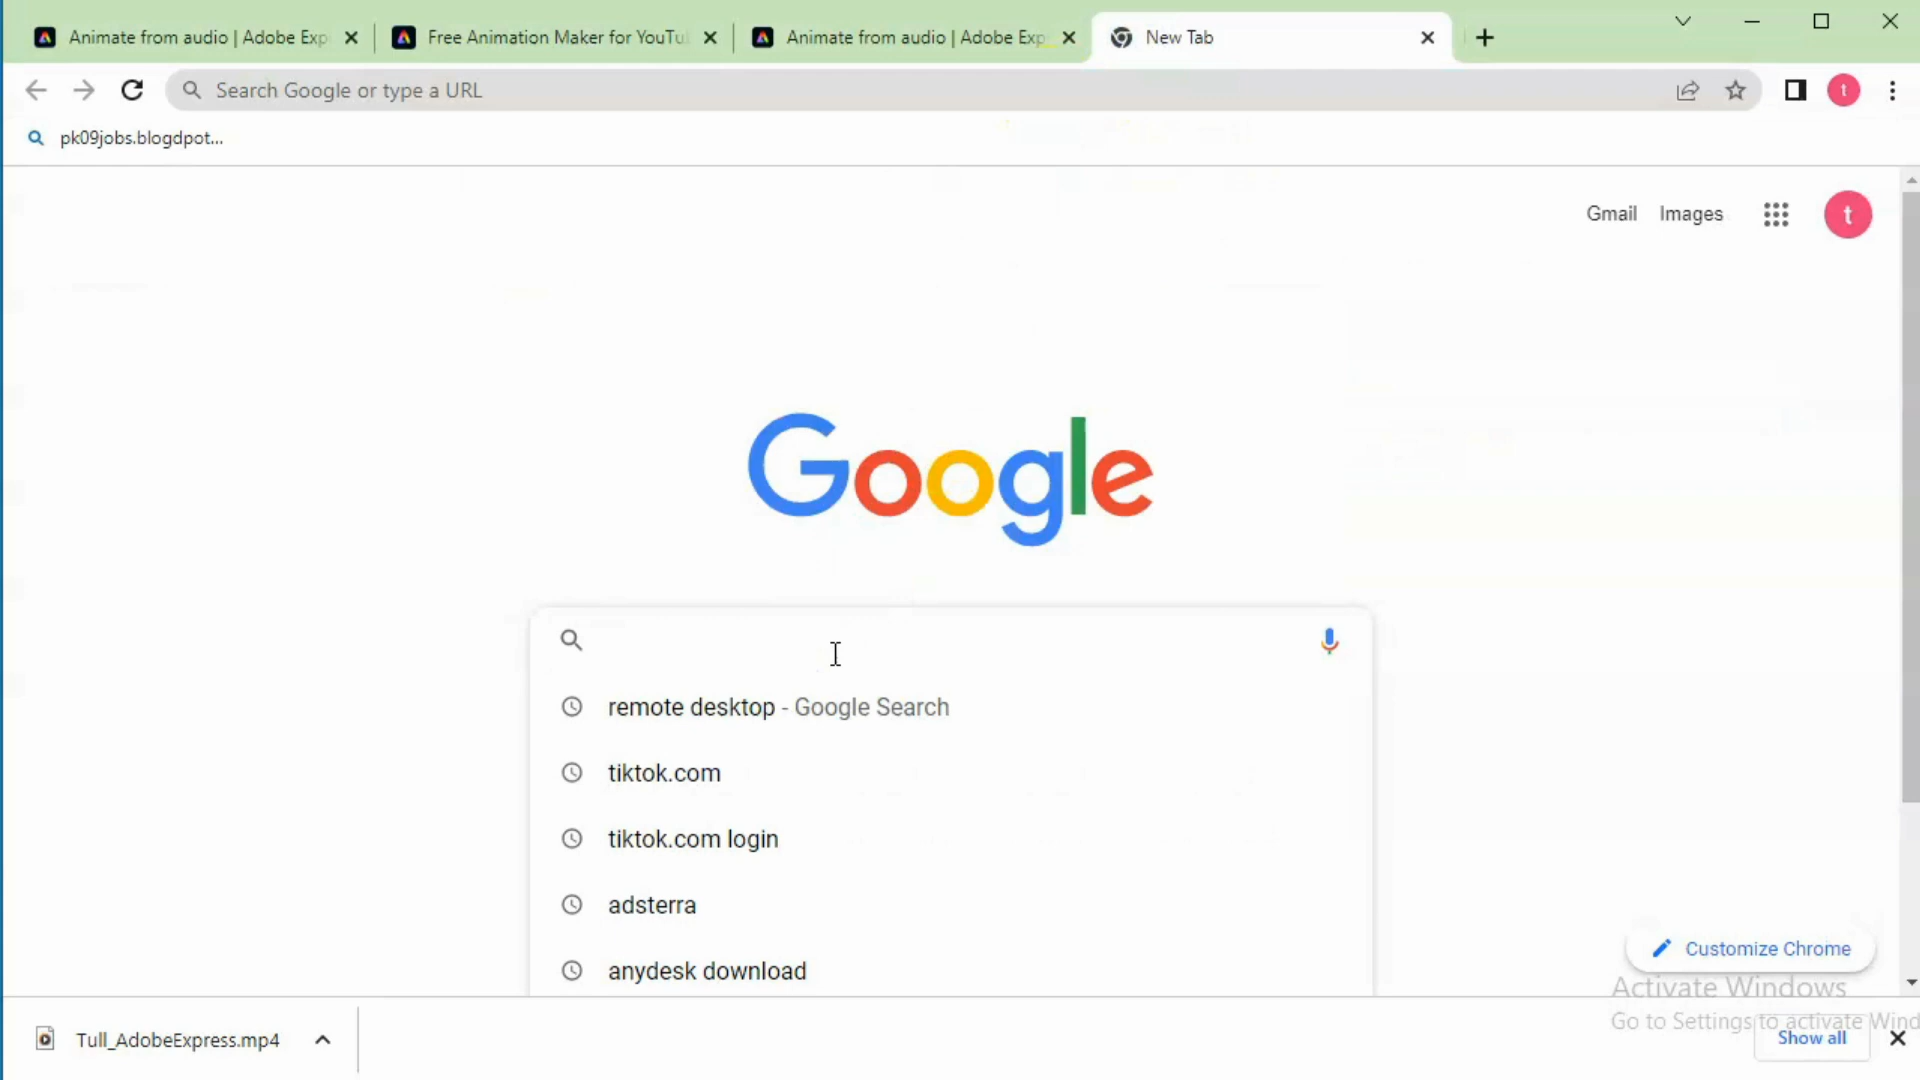 Animate from audio | Adobe Exp
Free Animation Maker for YouTu
Animate from audio | Adobe Exp
New Tab
Search Google or type a URL
t
pk09jobs.blogdpot...
Gmail
Images
t
Google
remote desktop - Google Search
tiktok.com
tiktok.com login
adsterra
anydesk download
Customize Chrome
Activate Windows
Go to Settings to activate Wind
Tull_AdobeExpress.mp4
Show all